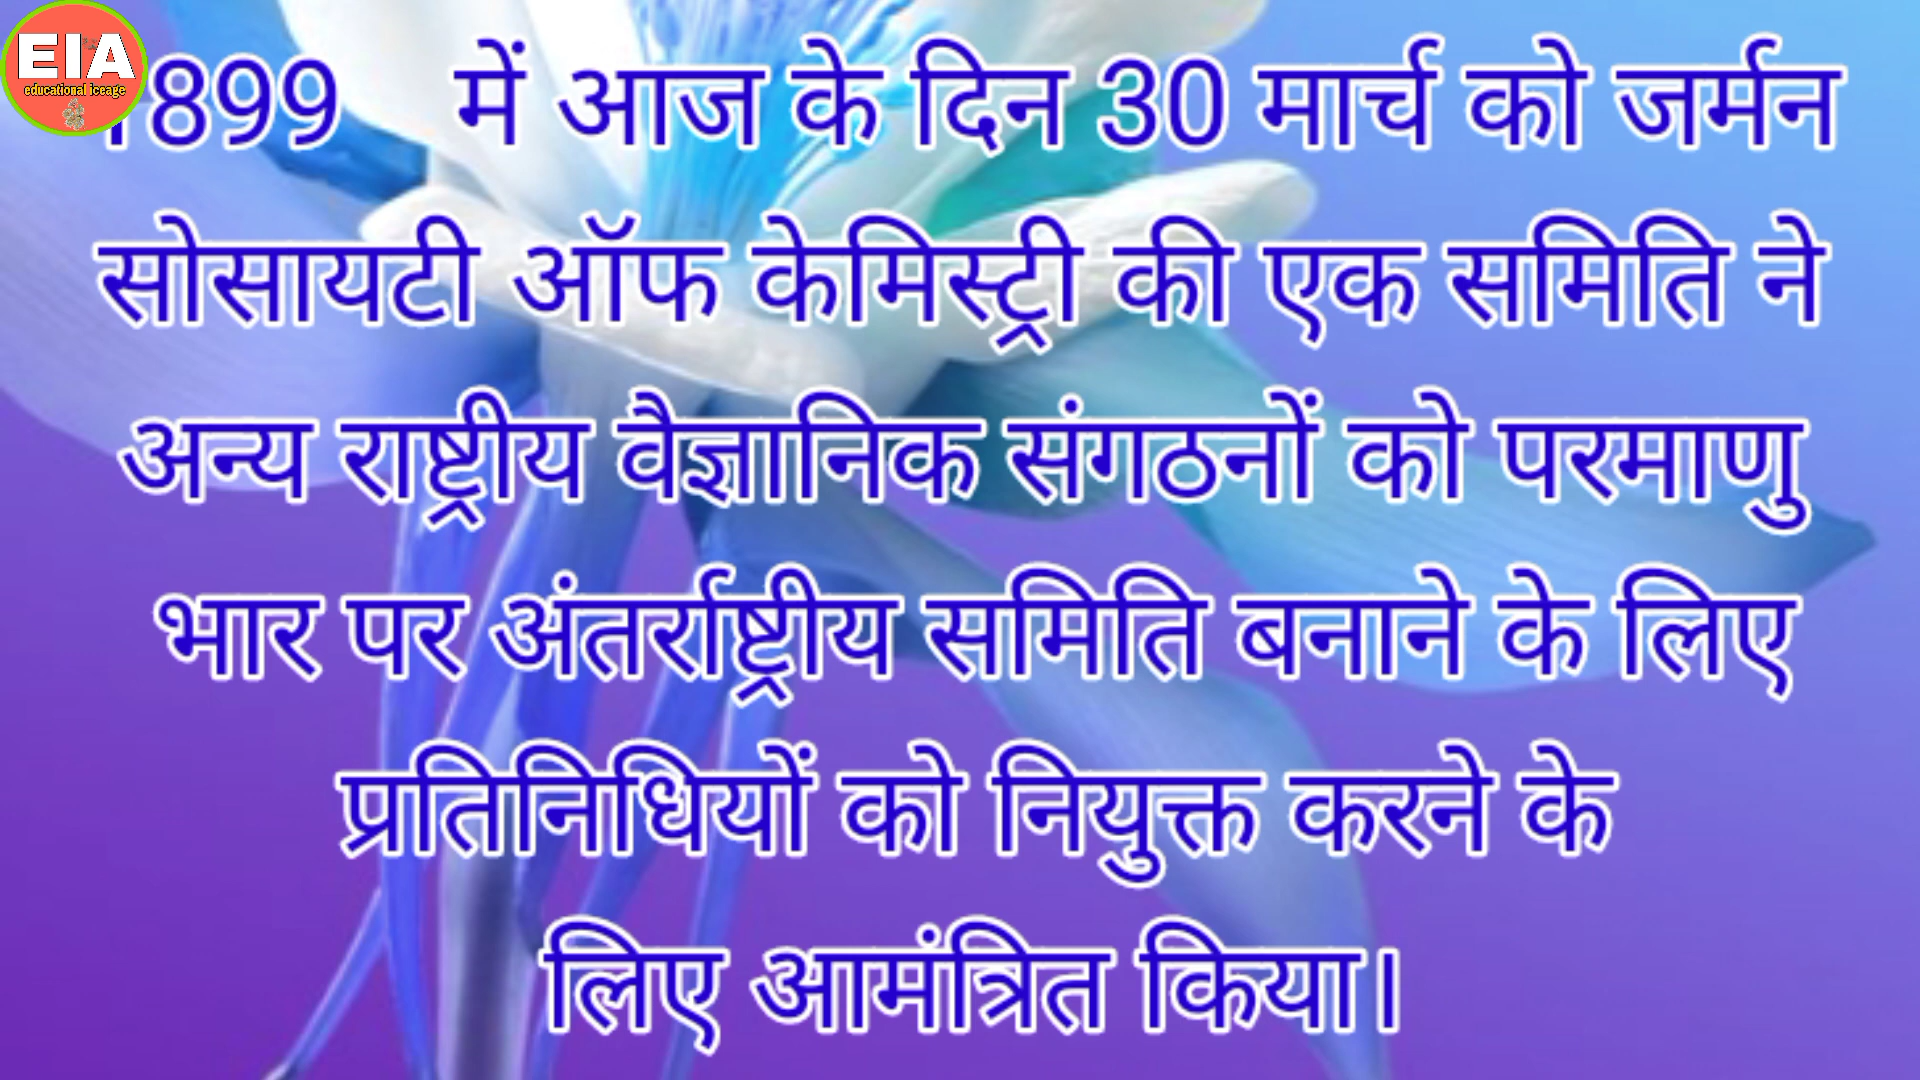 EIA
educational iceage
1899 में आज के दिन 30 मार्च को जर्मन
सोसायटी ऑफ केमिस्ट्री की एक समिति ने
अन्य राष्ट्रीय वैज्ञानिक संगठनों को परमाणु
भार पर अंतर्राष्ट्रीय समिति बनाने के लिए
प्रतिनिधियों को नियुक्त करने के
लिए आमंत्रित किया।